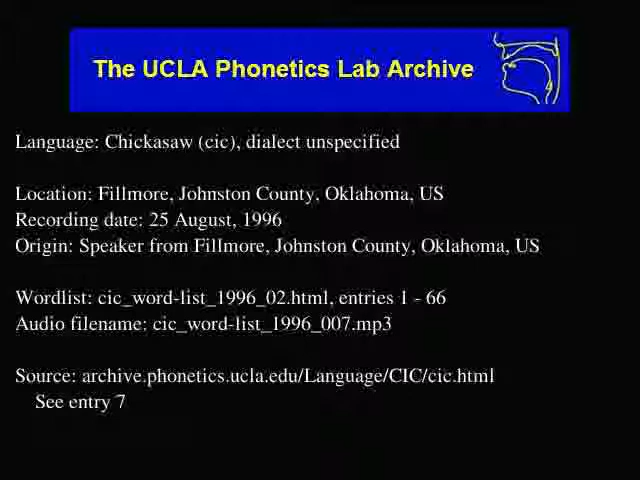 The UCLA Phonetics Lab Archive
Language: Chickasaw (cic), dialect unspecified
Location: Fillmore, Johnston County, Oklahoma, US
Recording date: 25 August, 1996
Origin: Speaker from Fillmore, Johnston County, Oklahoma, US
Wordlist: cic_word-list_1996_02.html, entries 1 - 66
Audio filename: cic_word-list_1996_007.mp3
Source: archive.phonetics.ucla.edu/Language/CIC/cic.html
See entry 7